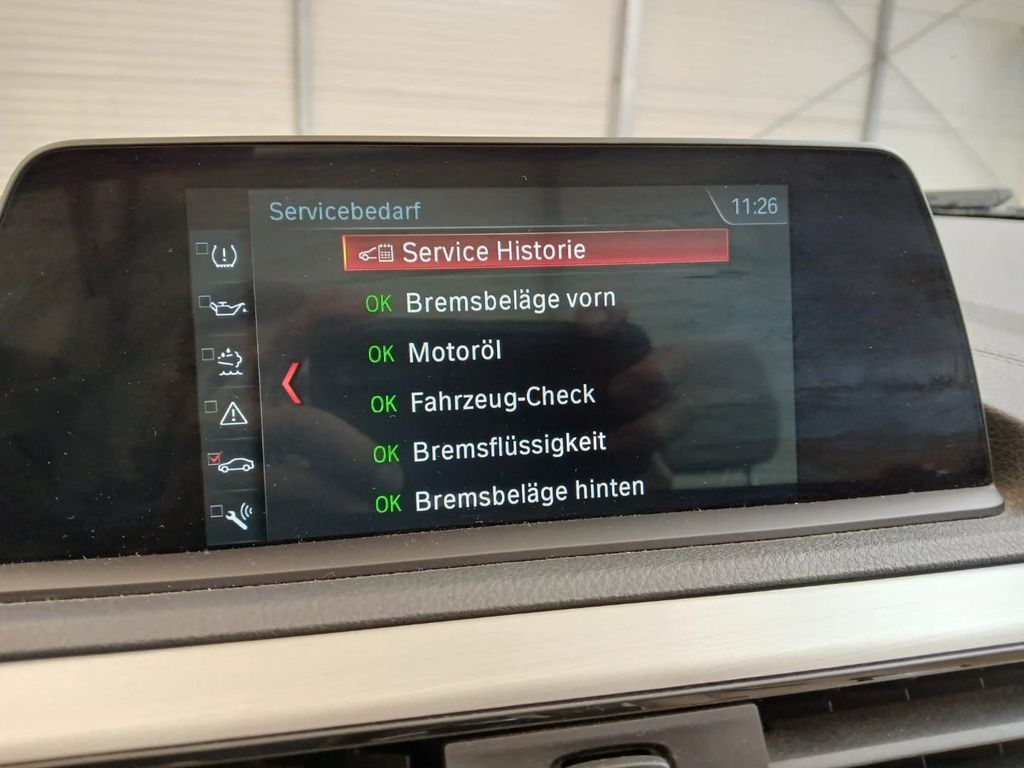 Servicebedarf
11:26
Service Historie
OK Bremsbeläge vorn
OK Motoröl
OK Fahrzeug-Check
OK Bremsflüssigkeit
OK Bremsbeläge hinten